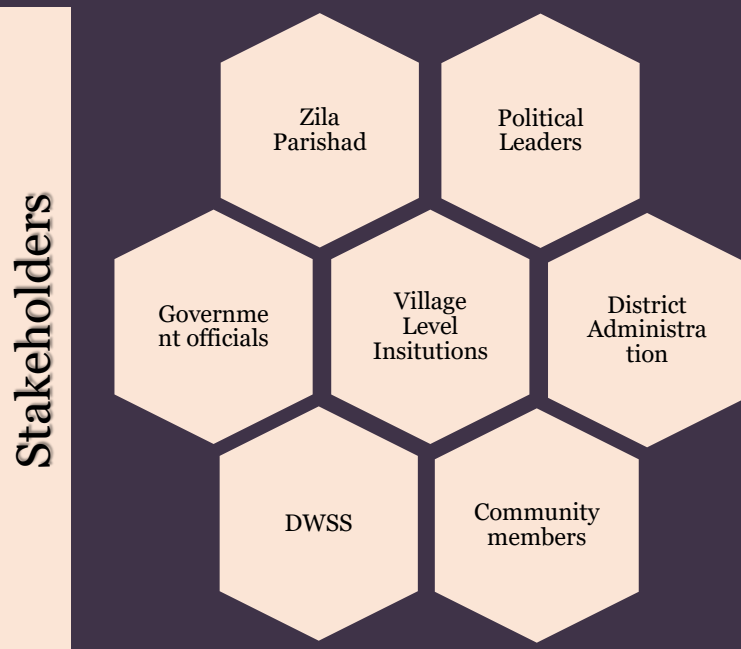 Stakeholders
Zila
Parishad
Political
Leaders
Governme
nt officials
Village
Level
Insitutions
District
Administra
tion
DWSS
Community
members